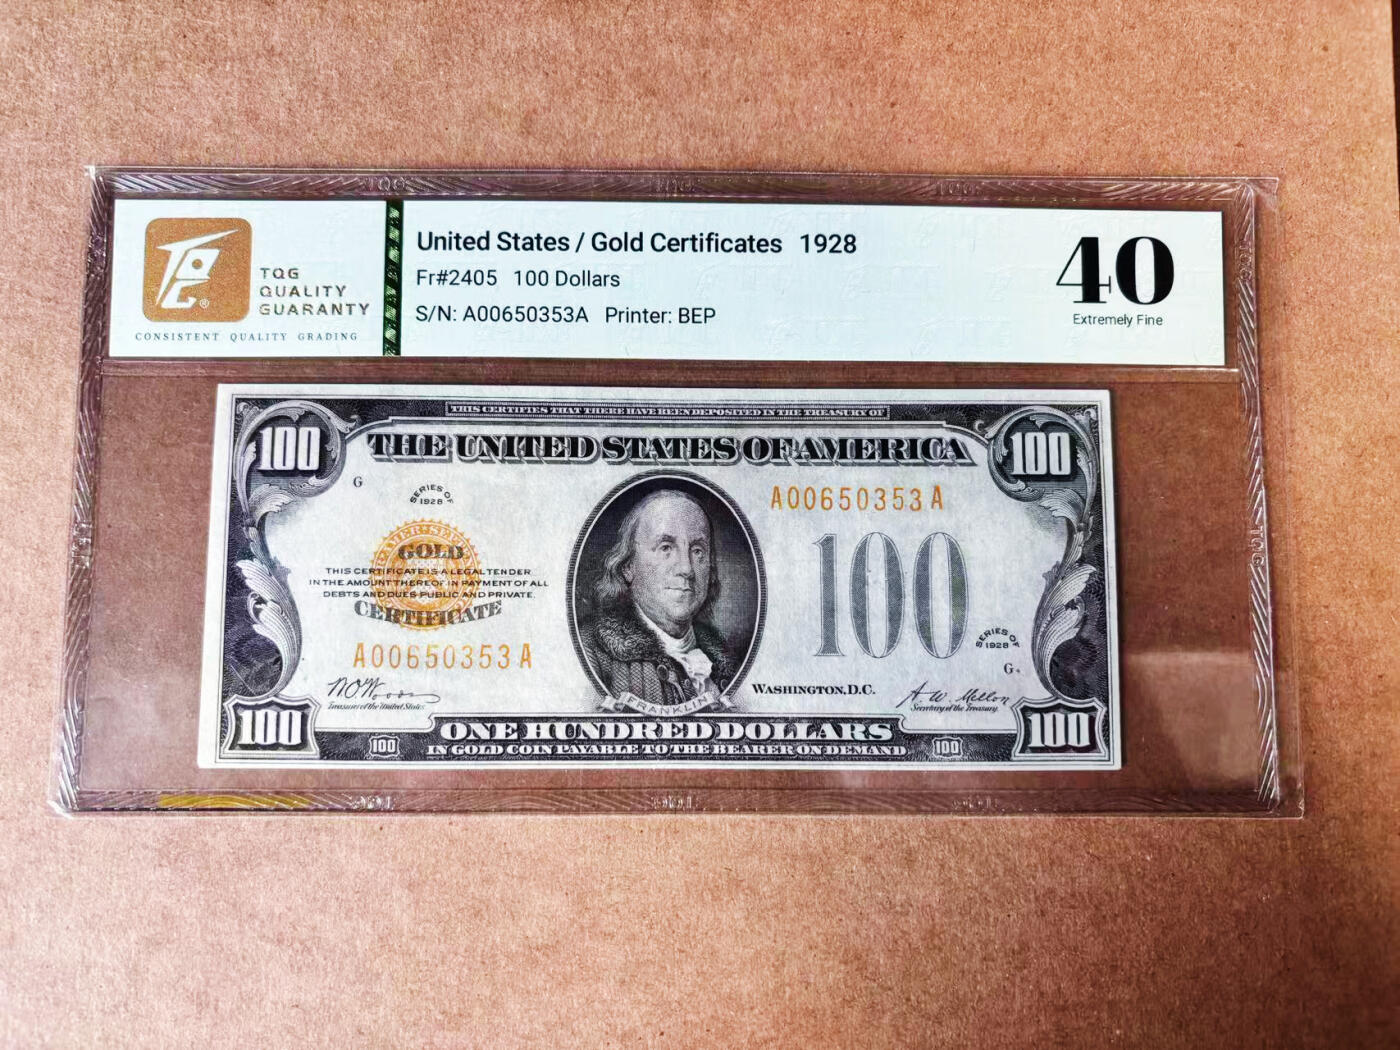 TQG
QUALITY
GUARANTY
CONSISTENT QUALITY GRADING
United States / Gold Certificates 1928
Fr#2405 100 Dollars
S/N: A00650353A Printer: BEP
40
Extremely Fine
THIS CERTIFIES THAT THERE HAVE BEEN DEPOSITED IN THE TREASURY OF
100 THE UNITED STATES OF AMERICA 100
G
SERIES OF
1928
A00650353A
GOLD
THIS CERTIFICATE IS A LEGAL TENDER
IN THE AMOUNT THEREOF IN PAYMENT OF ALL
DEBTS AND DUES PUBLIC AND PRIVATE.
CERTIFICATE
100
A00650353A
SERIES OF
1928
G
WASHINGTON, D.C.
W.O. Woods
Treasurer of the United States
A. W. Mellon
Secretary of the Treasury.
FRANKLIN
100 ONE HUNDRED DOLLARS 100
100 IN GOLD COIN PAYABLE TO THE BEARER ON DEMAND 100